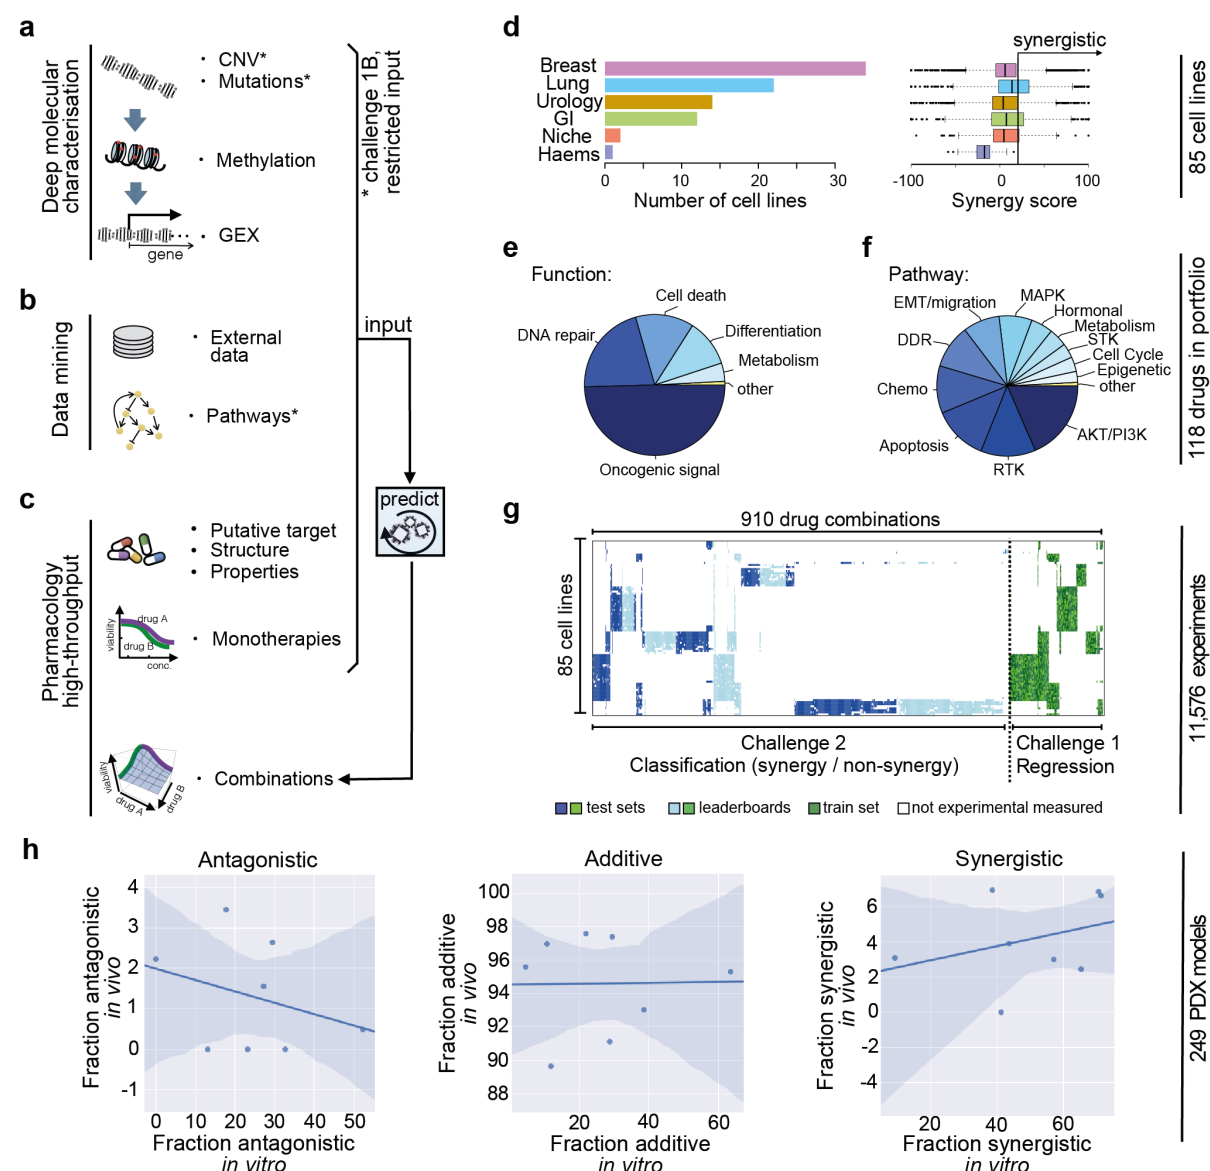 a
Deep molecular
characterisation
• CNV*
• Mutations*
• Methylation
• GEX
gene
* challenge 1B,
restricted input
b
Data mining
• External
data
• Pathways*
input
predict
c
Pharmacology
high-throughput
• Putative target
• Structure
• Properties
viability
drug A
drug B
conc.
• Monotherapies
viability
drug A
drug B
• Combinations
d
Breast
Lung
Urology
GI
Niche
Haems
0
10
20
30
Number of cell lines
synergistic
-100
0
100
Synergy score
85 cell lines
e
Function:
Cell death
DNA repair
Differentiation
Metabolism
other
Oncogenic signal
f
Pathway:
MAPK
EMT/migration
Hormonal
Metabolism
DDR
STK
Cell Cycle
Epigenetic
Chemo
other
Apoptosis
AKT/PI3K
RTK
118 drugs in portfolio
g
910 drug combinations
85 cell lines
Challenge 2
Classification (synergy / non-synergy)
Challenge 1
Regression
test sets
leaderboards
train set
not experimental measured
11,576 experiments
h
Antagonistic
Fraction antagonistic
in vivo
4
3
2
1
0
-1
0 10 20 30 40 50
Fraction antagonistic
in vitro
Additive
Fraction additive
in vivo
100
98
96
94
92
90
88
20 40 60
Fraction additive
in vitro
Synergistic
Fraction synergistic
in vivo
6
4
2
0
-2
-4
20 40 60
Fraction synergistic
in vitro
249 PDX models